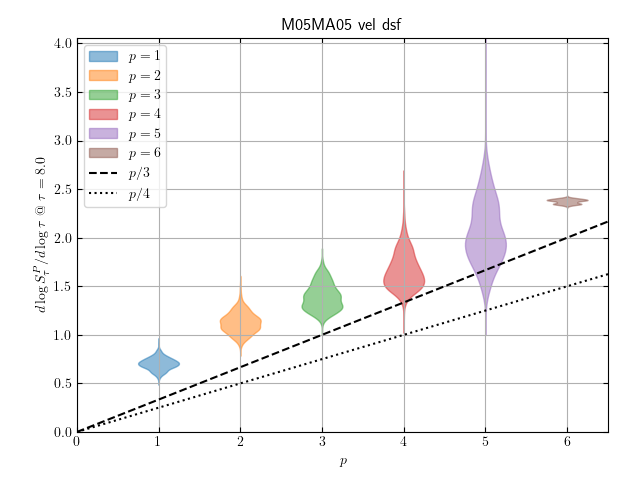 M05MA05 vel dsf
4.0
3.5
3.0
2.5
2.0
1.5
1.0
0.5
0.0
d log S_τ^P / d log τ @ τ = 8.0
p = 1
p = 2
p = 3
p = 4
p = 5
p = 6
p/3
p/4
0 1 2 3 4 5 6
p